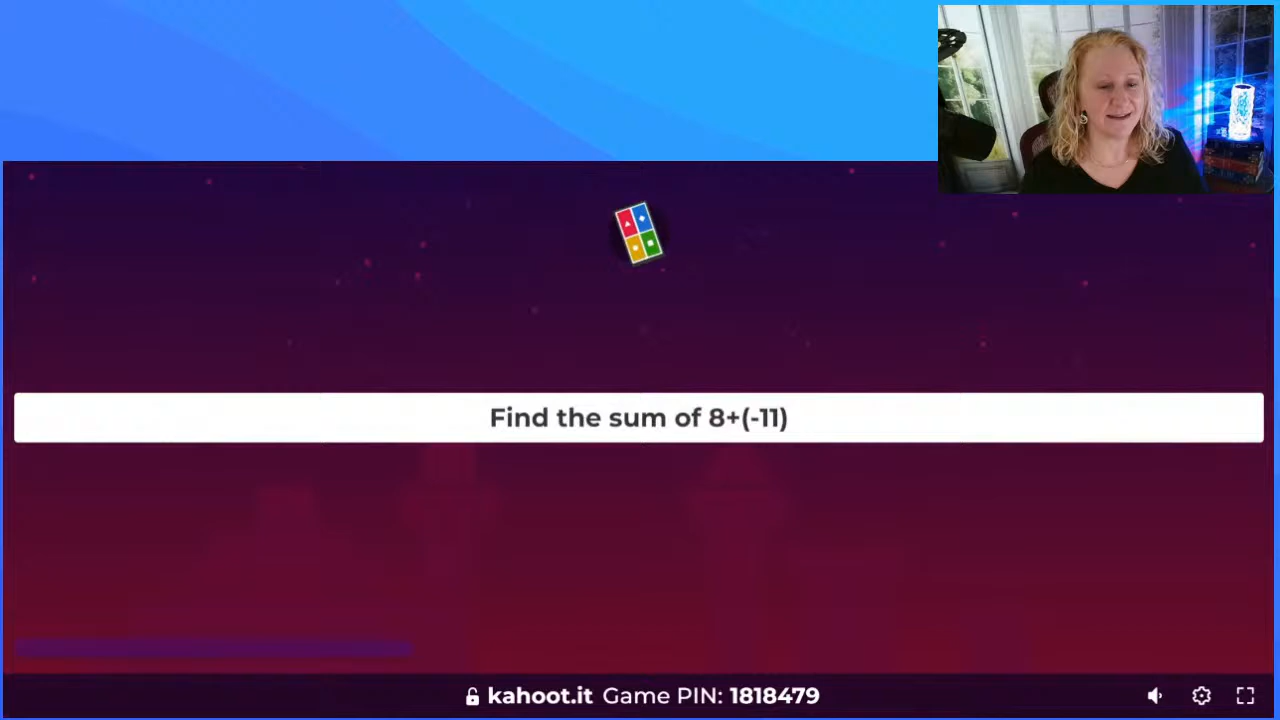 Find the sum of 8+(-11)
kahoot.it Game PIN: 1818479